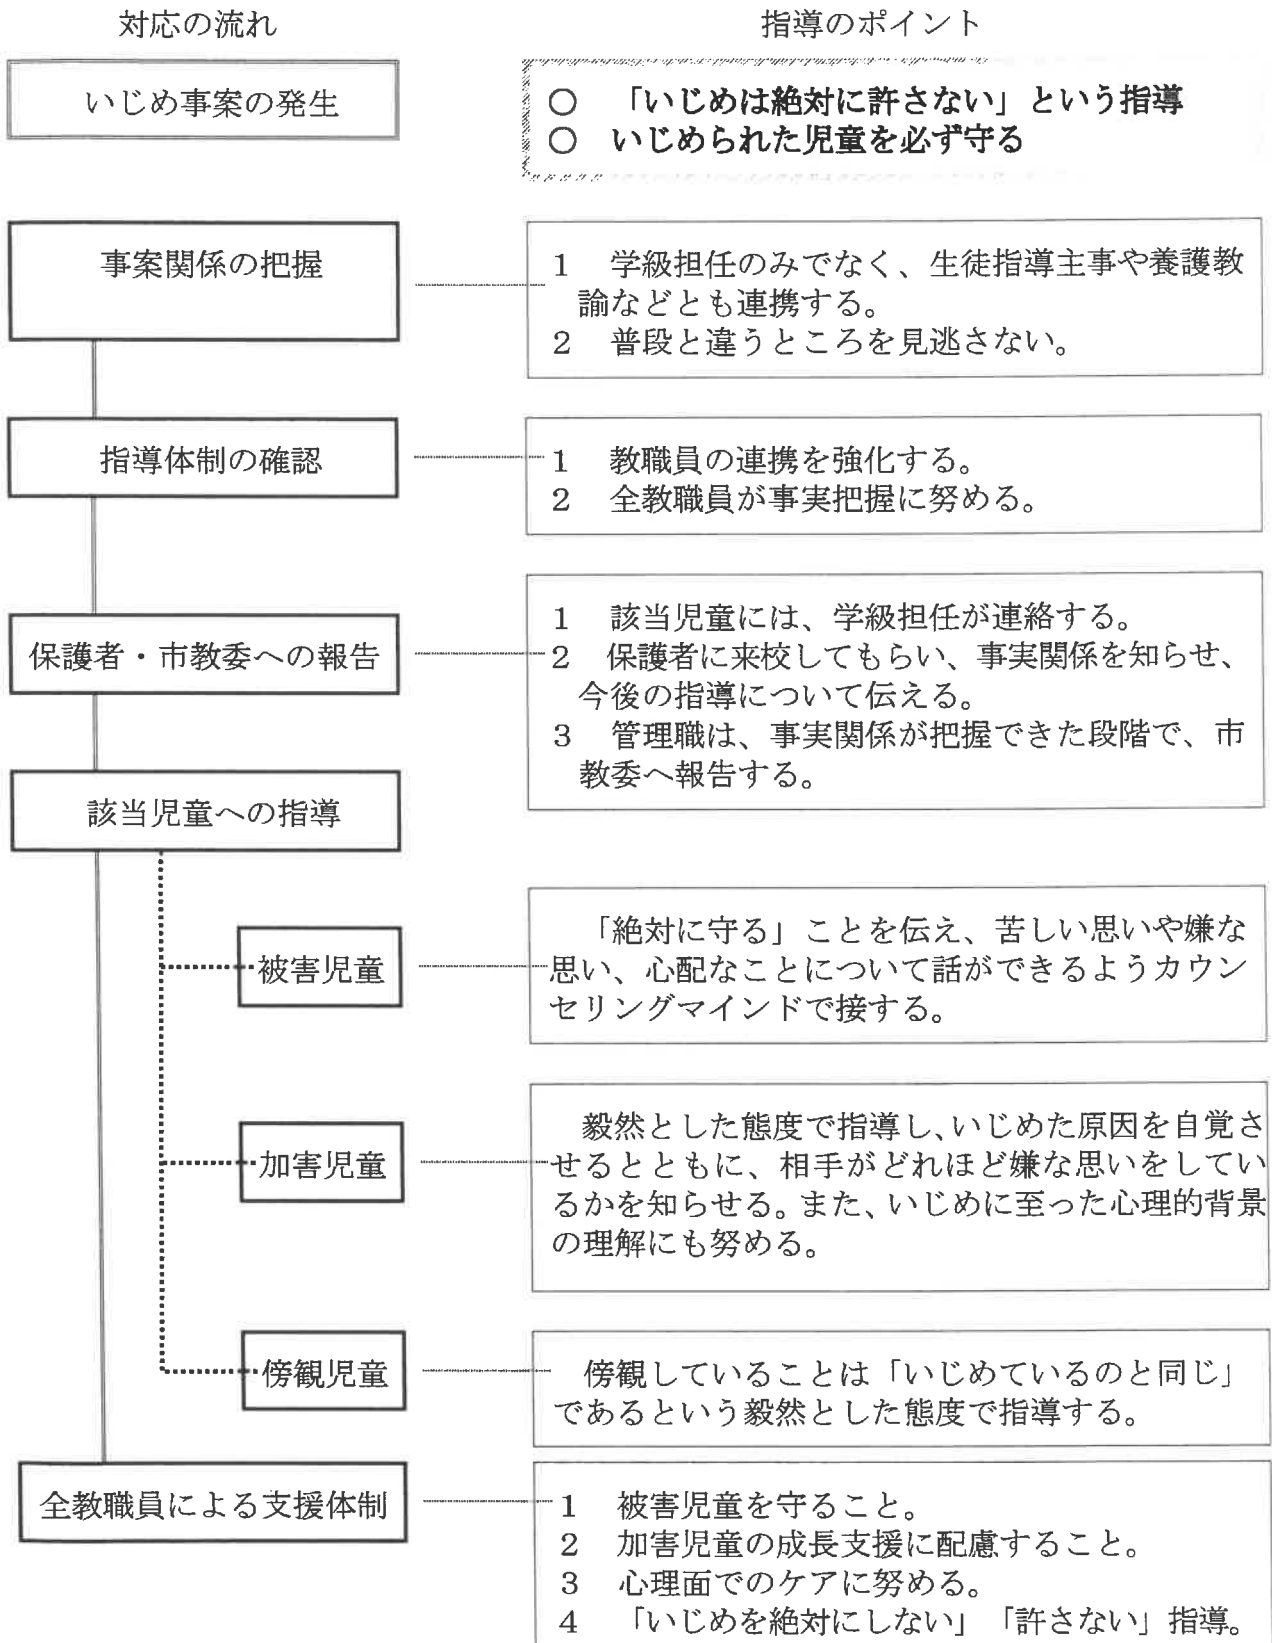 対応の流れ
指導のポイント
いじめ事案の発生
○ 「いじめは絶対に許さない」という指導
○ いじめられた児童を必ず守る
事案関係の把握
1 学級担任のみでなく、生徒指導主事や養護教
諭などとも連携する。
2 普段と違うところを見逃さない。
指導体制の確認
1 教職員の連携を強化する。
2 全教職員が事実把握に努める。
保護者・市教委への報告
1 該当児童には、学級担任が連絡する。
2 保護者に来校してもらい、事実関係を知らせ、
今後の指導について伝える。
3 管理職は、事実関係が把握できた段階で、市
教委へ報告する。
該当児童への指導
被害児童
「絶対に守る」ことを伝え、苦しい思いや嫌な
思い、心配なことについて話ができるようカウン
セリングマインドで接する。
加害児童
毅然とした態度で指導し、いじめた原因を自覚さ
せるとともに、相手がどれほど嫌な思いをしてい
るかを知らせる。また、いじめに至った心理的背景
の理解にも努める。
傍観児童
傍観していることは「いじめているのと同じ」
であるという毅然とした態度で指導する。
全教職員による支援体制
1 被害児童を守ること。
2 加害児童の成長支援に配慮すること。
3 心理面でのケアに努める。
4 「いじめを絶対にしない」「許さない」指導。